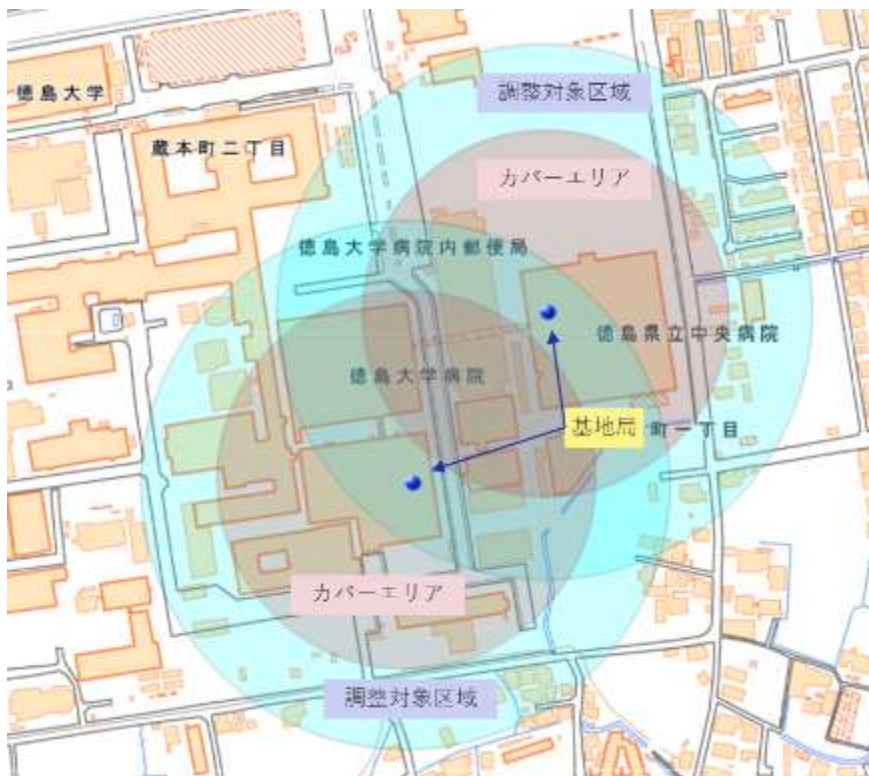 調整対象区域
徳島大学
蔵本町二丁目
カバーエリア
徳島大学病院内郵便局
徳島県立中央病院
徳島大学病院
基地局
町一丁目
カバーエリア
調整対象区域